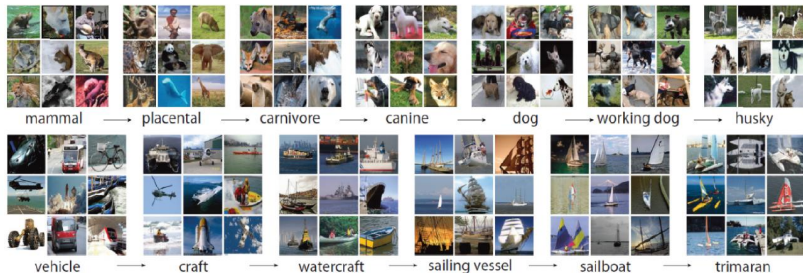 mammal → placental → carnivore → canine → dog → working dog → husky
vehicle → craft → watercraft → sailing vessel → sailboat → trimaran